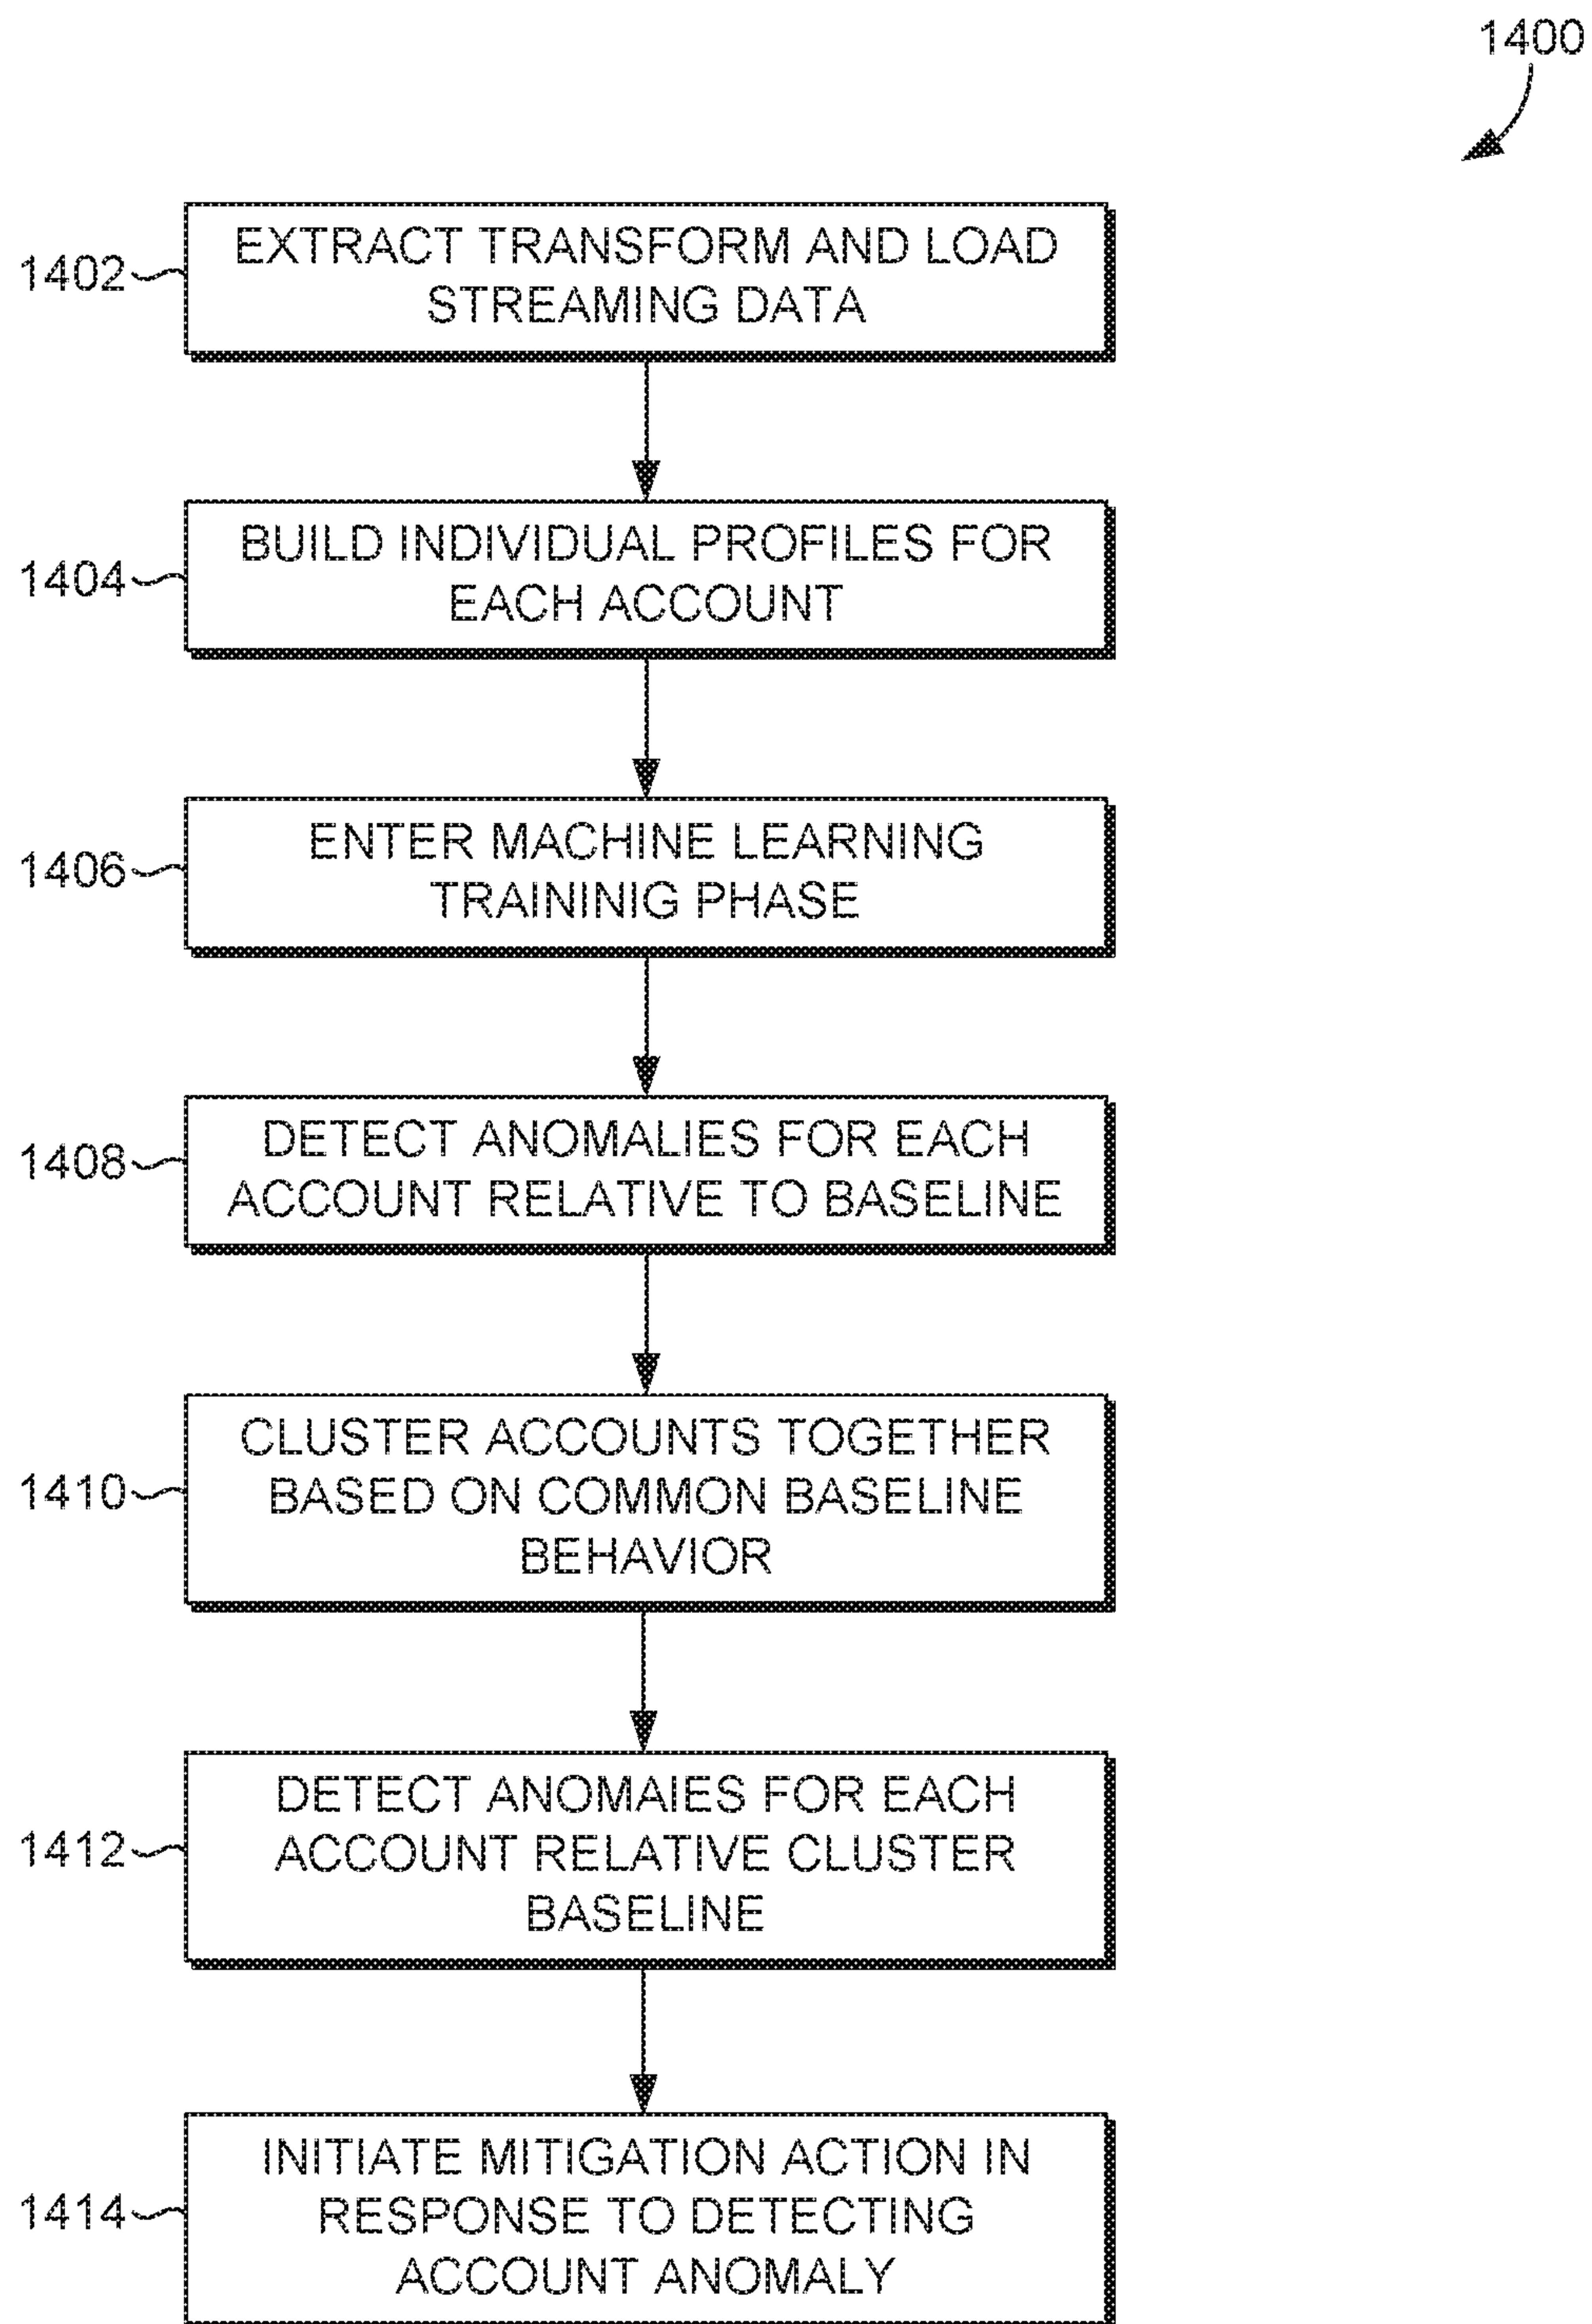 1400
1402
EXTRACT TRANSFORM AND LOAD
STREAMING DATA
1404
BUILD INDIVIDUAL PROFILES FOR
EACH ACCOUNT
1406
ENTER MACHINE LEARNING
TRAININIG PHASE
1408
DETECT ANOMALIES FOR EACH
ACCOUNT RELATIVE TO BASELINE
1410
CLUSTER ACCOUNTS TOGETHER
BASED ON COMMON BASELINE
BEHAVIOR
1412
DETECT ANOMAIES FOR EACH
ACCOUNT RELATIVE CLUSTER
BASELINE
1414
INITIATE MITIGATION ACTION IN
RESPONSE TO DETECTING
ACCOUNT ANOMALY